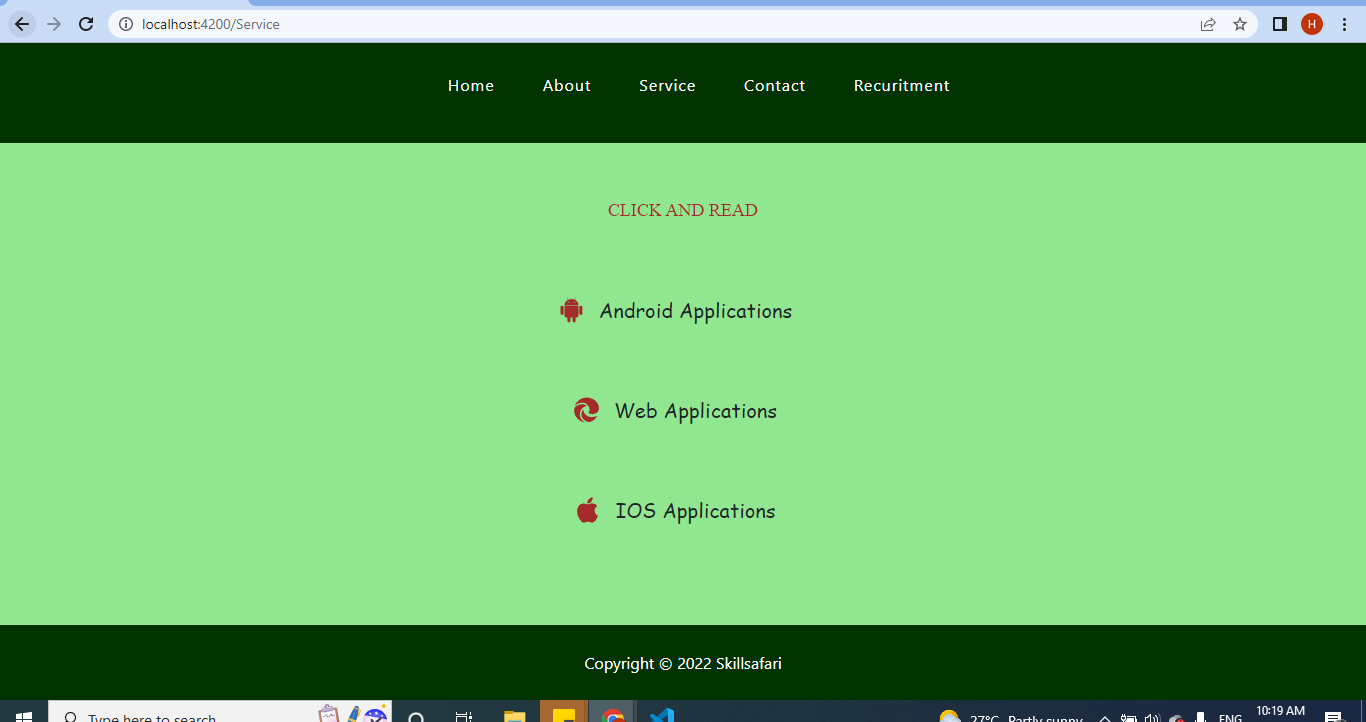 localhost:4200/Service
H
Home About Service Contact Recuritment
CLICK AND READ
Android Applications
Web Applications
IOS Applications
Copyright © 2022 Skillsafari
Type here to search
27°C Partly sunny
ENG
10:19 AM